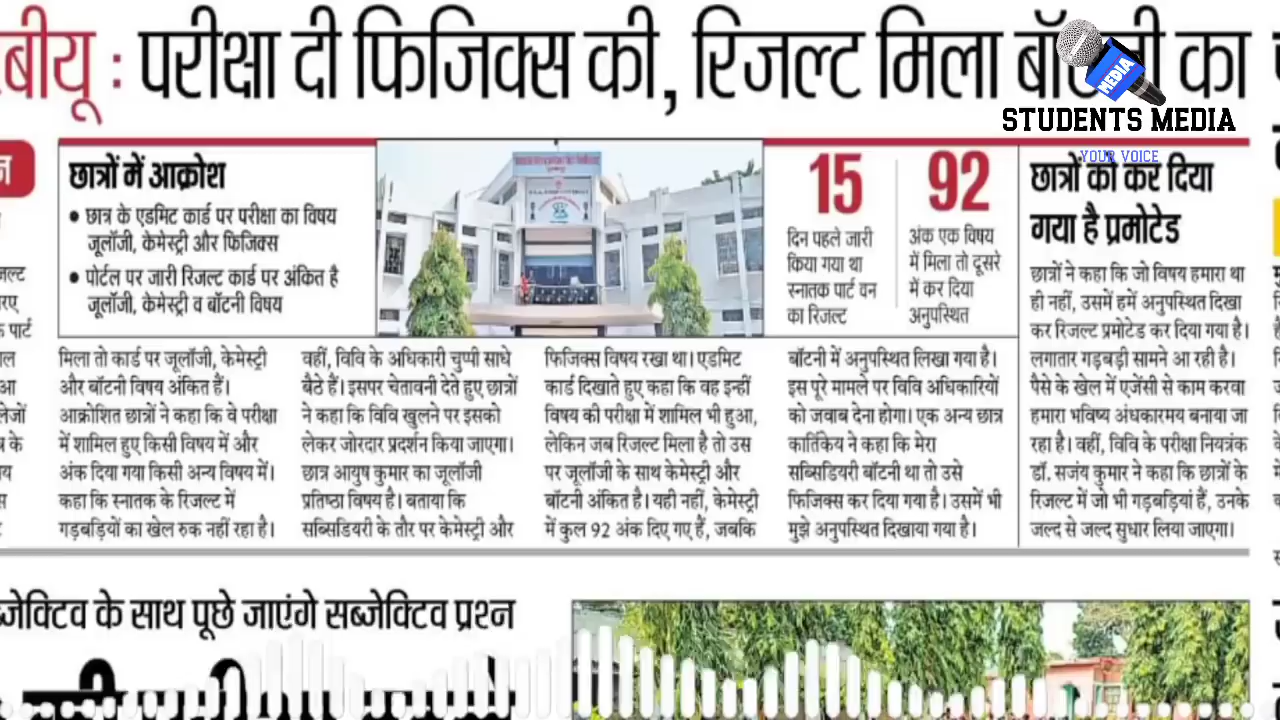 बीयू : परीक्षा दी फिजिक्स की, रिजल्ट मिला का
MEDIA
STUDENTS MEDIA
YOUR VOICE
छात्रों में आक्रोश
• छात्र के एडमिट कार्ड पर परीक्षा का विषय
जूलॉजी, केमेस्ट्री और फिजिक्स
• पोर्टल पर जारी रिजल्ट कार्ड पर अंकित है
जूलॉजी, केमेस्ट्री व बॉटनी विषय
15
दिन पहले जारी
किया गया था
स्नातक पार्ट वन
का रिजल्ट
92
अंक एक विषय
में मिला तो दूसरे
में कर दिया
अनुपस्थित
मिला तो कार्ड पर जूलॉजी, केमेस्ट्री
और बॉटनी विषय अंकित हैं।
आक्रोशित छात्रों ने कहा कि वे परीक्षा
में शामिल हुए किसी विषय में और
अंक दिया गया किसी अन्य विषय में।
कहा कि स्नातक के रिजल्ट में
गड़बड़ियों का खेल रुक नहीं रहा है।
वहीं, विवि के अधिकारी चुप्पी साधे
बैठे हैं। इसपर चेतावनी देते हुए छात्रों
ने कहा कि विवि खुलने पर इसको
लेकर जोरदार प्रदर्शन किया जाएगा।
छात्र आयुष कुमार का जूलॉजी
प्रतिष्ठा विषय है। बताया कि
सब्सिडियरी के तौर पर केमेस्ट्री और
फिजिक्स विषय रखा था। एडमिट
कार्ड दिखाते हुए कहा कि वह इन्हीं
विषय की परीक्षा में शामिल भी हुआ,
लेकिन जब रिजल्ट मिला है तो उस
पर जूलॉजी के साथ केमेस्ट्री और
बॉटनी अंकित है। यही नहीं, केमेस्ट्री
में कुल 92 अंक दिए गए हैं, जबकि
बॉटनी में अनुपस्थित लिखा गया है।
इस पूरे मामले पर विवि अधिकारियों
को जवाब देना होगा। एक अन्य छात्र
कार्तिकेय ने कहा कि मेरा
सब्सिडियरी बॉटनी था तो उसे
फिजिक्स कर दिया गया है। उसमें भी
मुझे अनुपस्थित दिखाया गया है।
छात्रों को कर दिया
गया है प्रमोटेड
छात्रों ने कहा कि जो विषय हमारा था
ही नहीं, उसमें हमें अनुपस्थित दिखा
कर रिजल्ट प्रमोटेड कर दिया गया है।
लगातार गड़बड़ी सामने आ रही है।
पैसे के खेल में एजेंसी से काम करवा
हमारा भविष्य अंधकारमय बनाया जा
रहा है। वहीं, विवि के परीक्षा नियंत्रक
डॉ. संजय कुमार ने कहा कि छात्रों के
रिजल्ट में जो भी गड़बड़ियां हैं, उनके
जल्द से जल्द सुधार लिया जाएगा।
के साथ पूछे जाएंगे सब्जेक्टिव प्रश्न